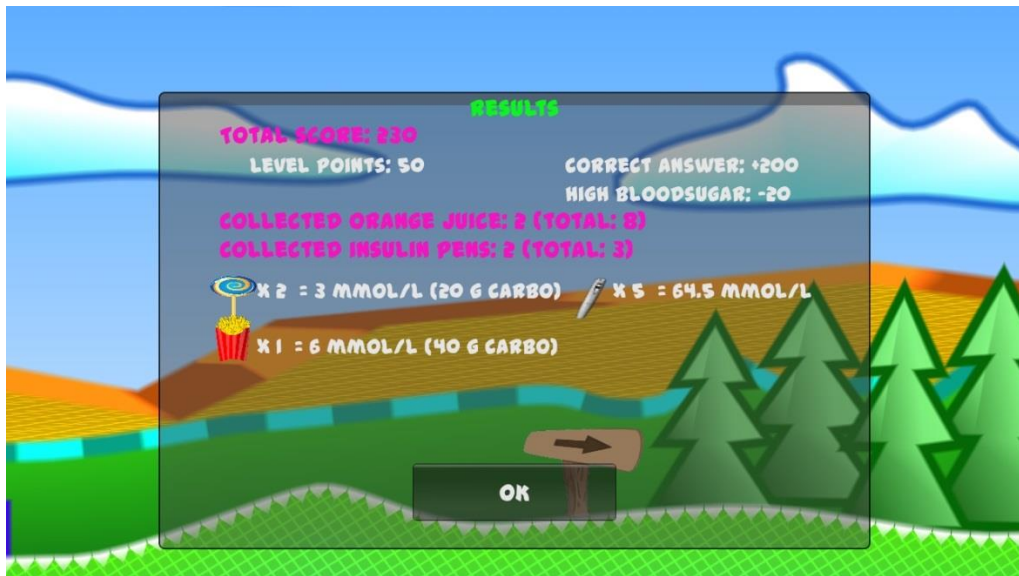 RESULTS
TOTAL SCORE: 230
LEVEL POINTS: 50 CORRECT ANSWER: +200
HIGH BLOODSUGAR: -20
COLLECTED ORANGE JUICE: 2 (TOTAL: 8)
COLLECTED INSULIN PENS: 2 (TOTAL: 3)
X 2 = 3 MMOL/L (20 G CARBO) X 5 = 64.5 MMOL/L
X 1 = 6 MMOL/L (40 G CARBO)
OK